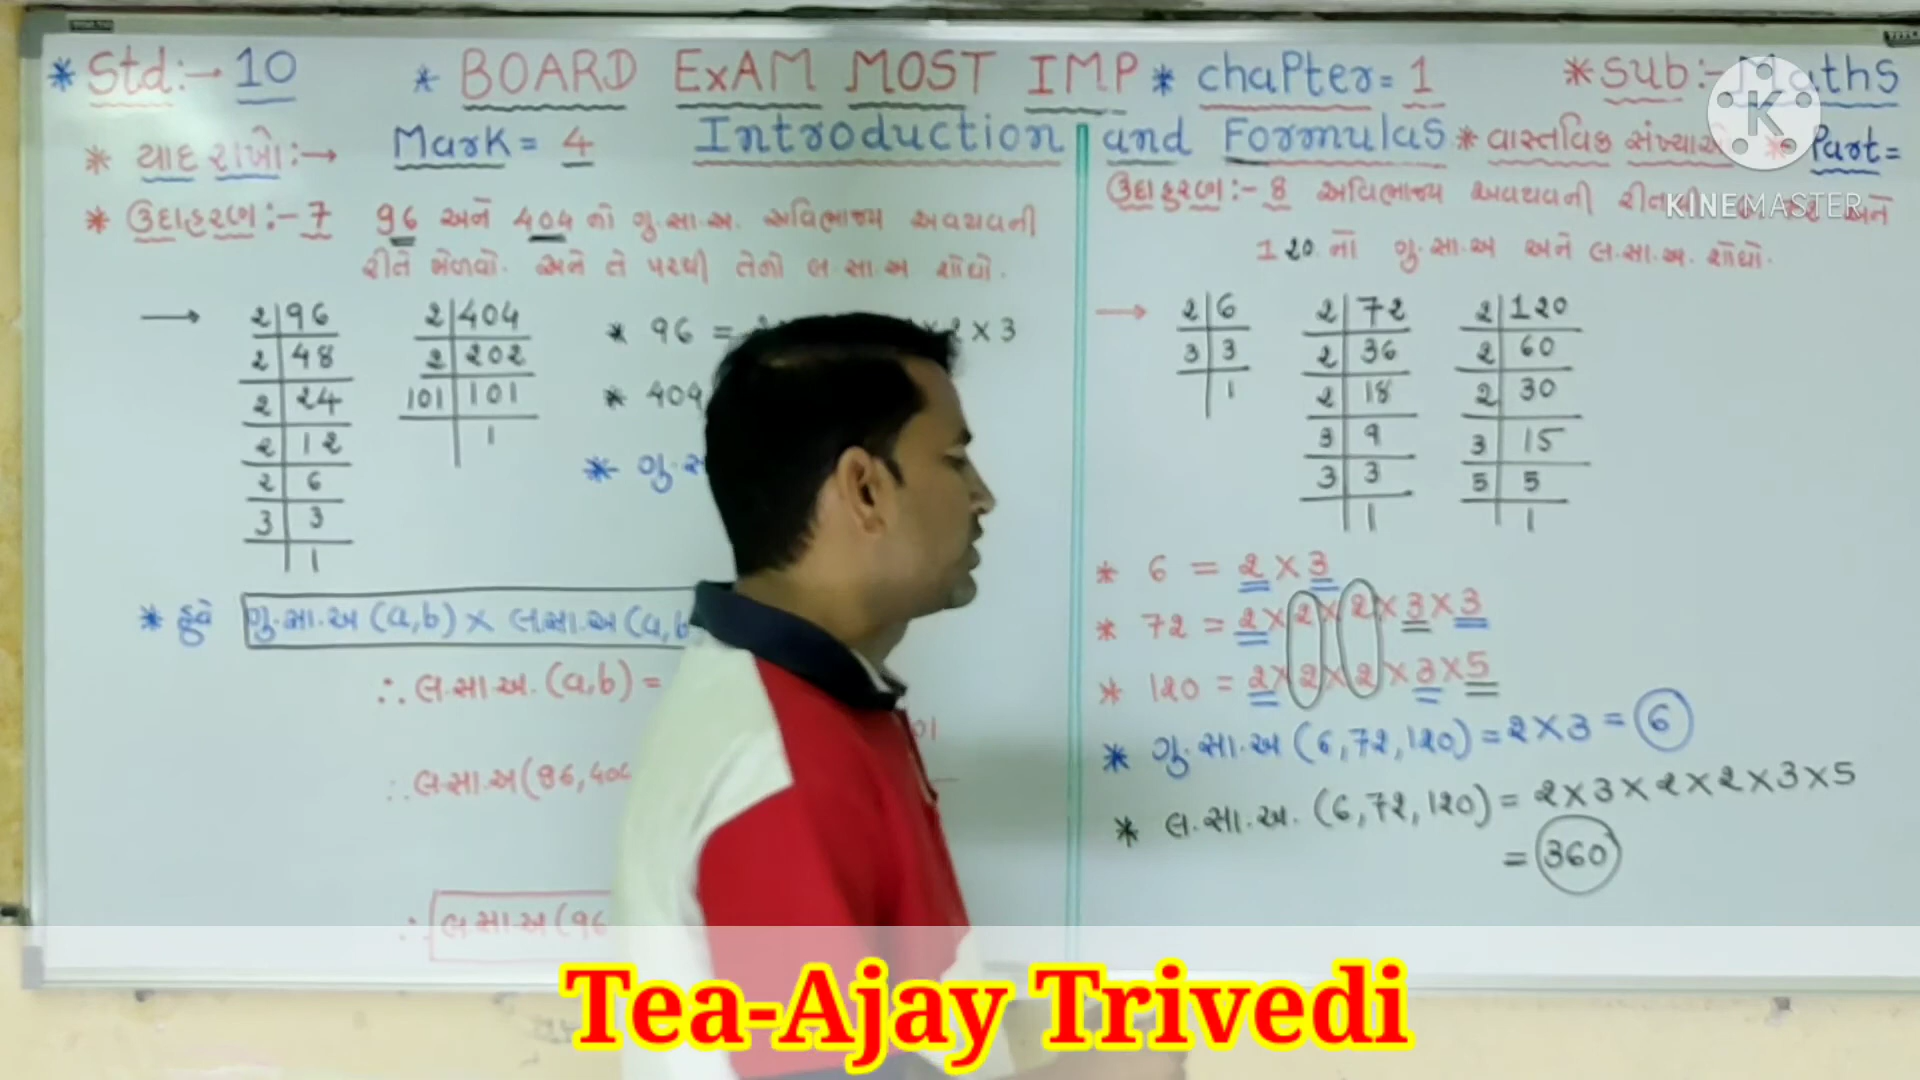 * Std:→ 10 * BOARD ExAM MOST IMP * chaPter = 1 * Sub:- Maths
* યાદ રાખો:→ Mark = 4 Introduction and Formulas * વાસ્તવિક Part =
* ઉદાહરણ:- 7 96 અને 404 નો ગુ.સા.અ. અવિભાજ્ય અવયવની
રીતે મેળવો. અને તે પરથી તેનો લ.સા.અ શોધો.
2 | 96
2 | 48
2 | 24
2 | 12
2 | 6
3 | 3
| 1
2 | 404
2 | 202
101 | 101
| 1
* 96 = × 2 × 3
* 404
* ગુ.
* હવે ગુ.સા.અ (a,b) × લ.સા.અ (a,b
∴ લ.સા.અ. (a,b) =
01
∴ લ.સા.અ (96,404
∴ લ.સા.અ (96
ઉદાહરણ:- 8 અવિભાજ્ય અવયવની અને
120 નો ગુ.સા.અ અને લ.સા.અ. શોધો.
2 | 6
3 | 3
| 1
2 | 72
2 | 36
2 | 18
3 | 9
3 | 3
| 1
2 | 120
2 | 60
2 | 30
3 | 15
5 | 5
| 1
* 6 = 2 × 3
* 72 = 2 × 2 × 2 × 3 × 3
* 120 = 2 × 2 × 2 × 3 × 5
* ગુ.સા.અ (6,72,120) = 2 × 3 = 6
* લ.સા.અ. (6,72,120) = 2 × 3 × 2 × 2 × 3 × 5
= 360
K
KINEMASTER
Tea-Ajay Trivedi